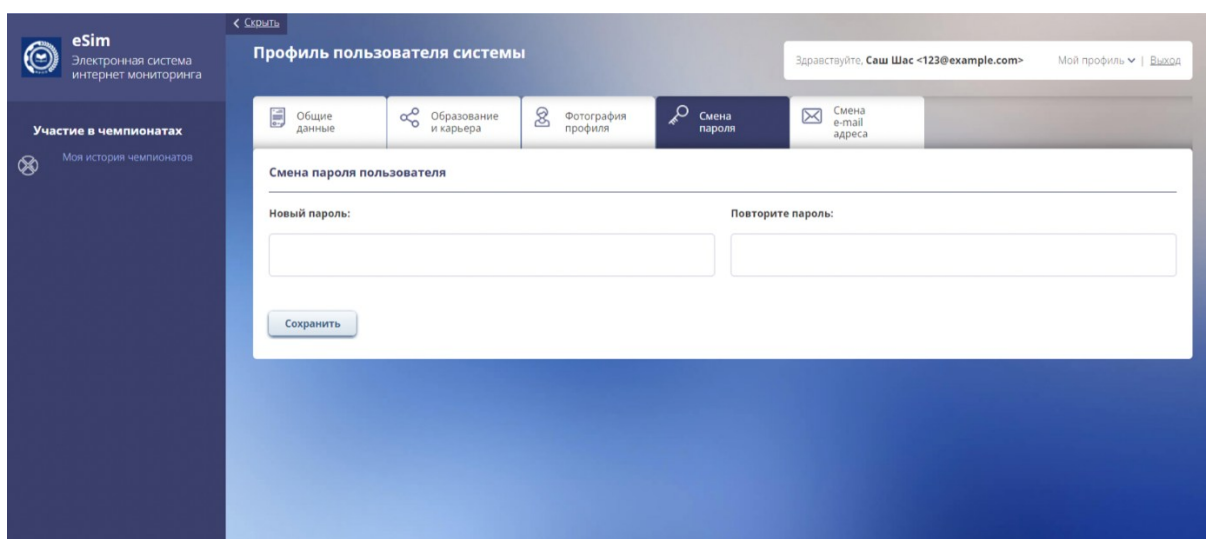 Скрыть
eSim
Электронная система
интернет мониторинга
Участие в чемпионатах
Моя история чемпионатов
Профиль пользователя системы
Здравствуйте, Саш Шас <123@example.com>
Мой профиль | Выход
Общие
данные
Образование
и карьера
Фотография
профиля
Смена
пароля
Смена
e-mail
адреса
Смена пароля пользователя
Новый пароль:
Повторите пароль:
Сохранить